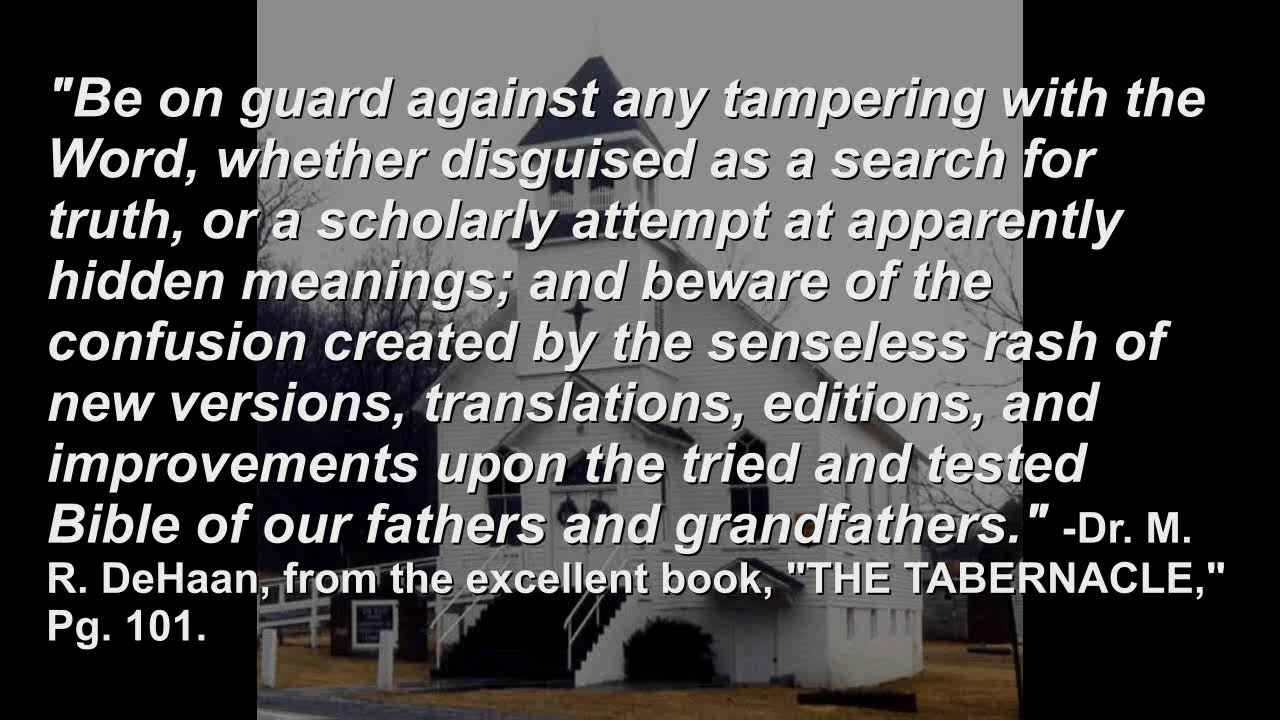 "Be on guard against any tampering with the
Word, whether disguised as a search for
truth, or a scholarly attempt at apparently
hidden meanings; and beware of the
confusion created by the senseless rash of
new versions, translations, editions, and
improvements upon the tried and tested
Bible of our fathers and grandfathers." -Dr. M.
R. DeHaan, from the excellent book, "THE TABERNACLE,"
Pg. 101.